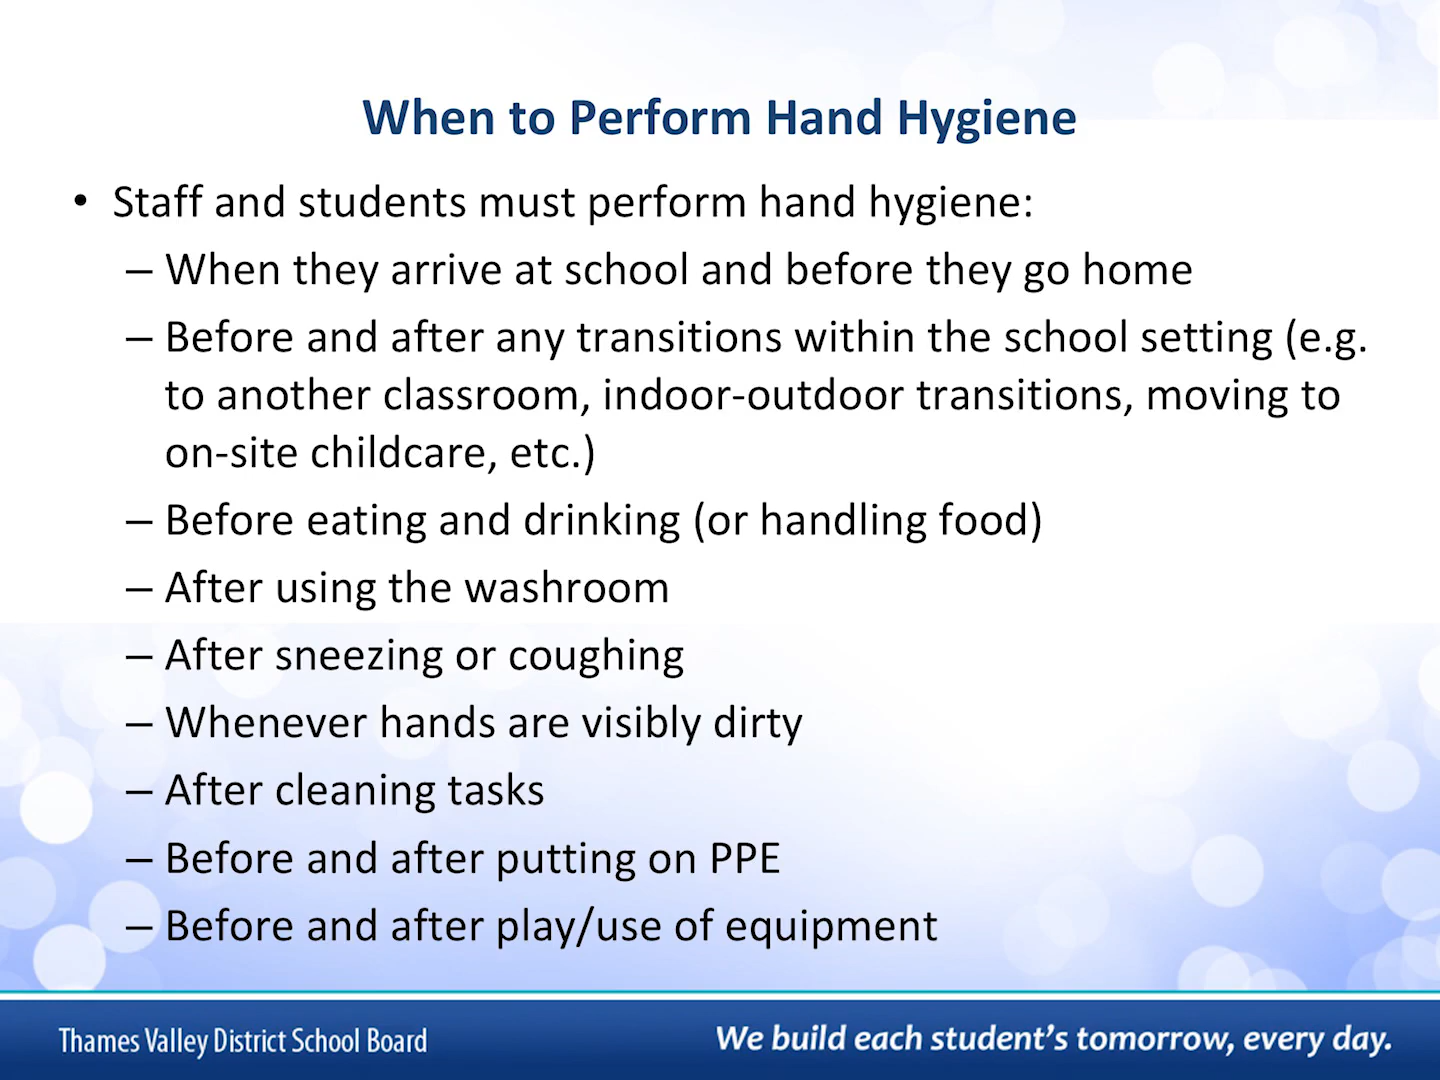 When to Perform Hand Hygiene
• Staff and students must perform hand hygiene:
– When they arrive at school and before they go home
– Before and after any transitions within the school setting (e.g.
to another classroom, indoor-outdoor transitions, moving to
on-site childcare, etc.)
– Before eating and drinking (or handling food)
– After using the washroom
– After sneezing or coughing
– Whenever hands are visibly dirty
– After cleaning tasks
– Before and after putting on PPE
– Before and after play/use of equipment
Thames Valley District School Board
We build each student’s tomorrow, every day.